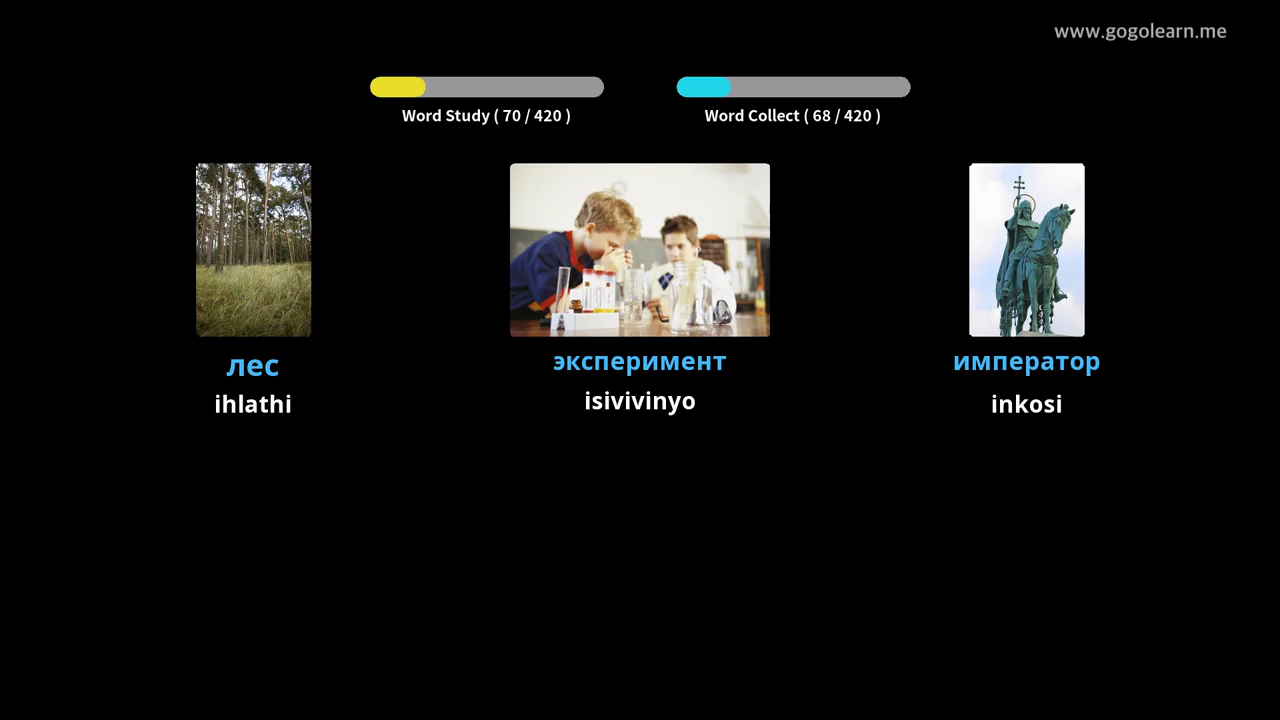 www.gogolearn.me
Word Study ( 70 / 420 )
Word Collect ( 68 / 420 )
лес
эксперимент
император
ihlathi
isivivinyo
inkosi